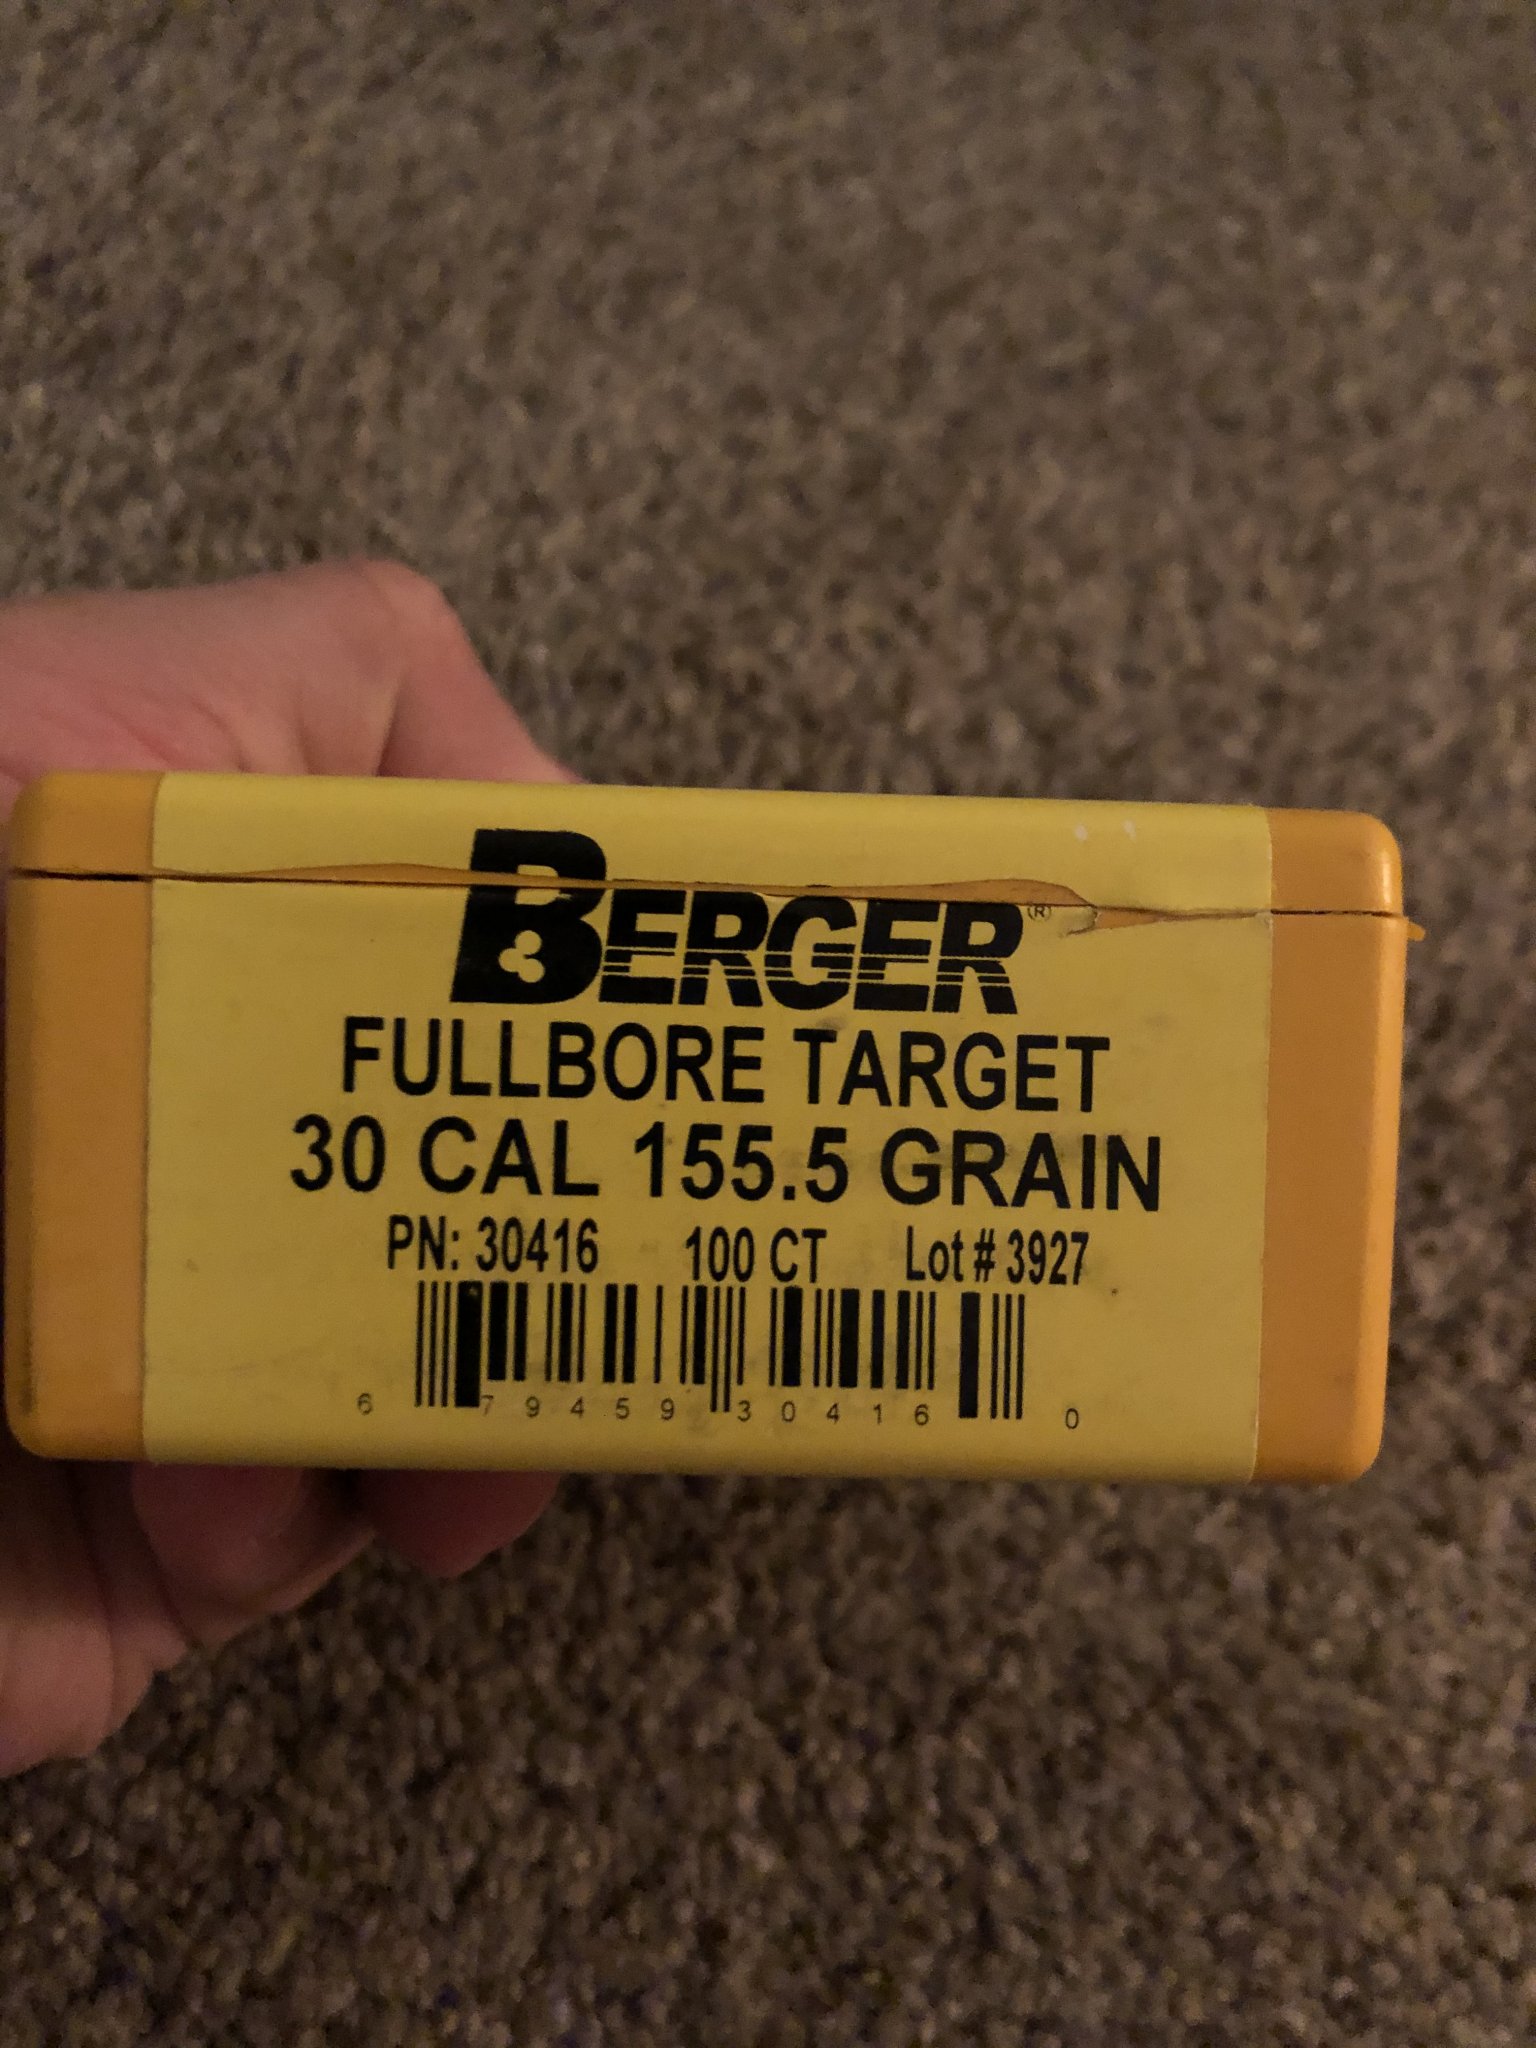 BERGER®
FULLBORE TARGET
30 CAL 155.5 GRAIN
PN: 30416 100 CT Lot # 3927
6 79459 30416 0